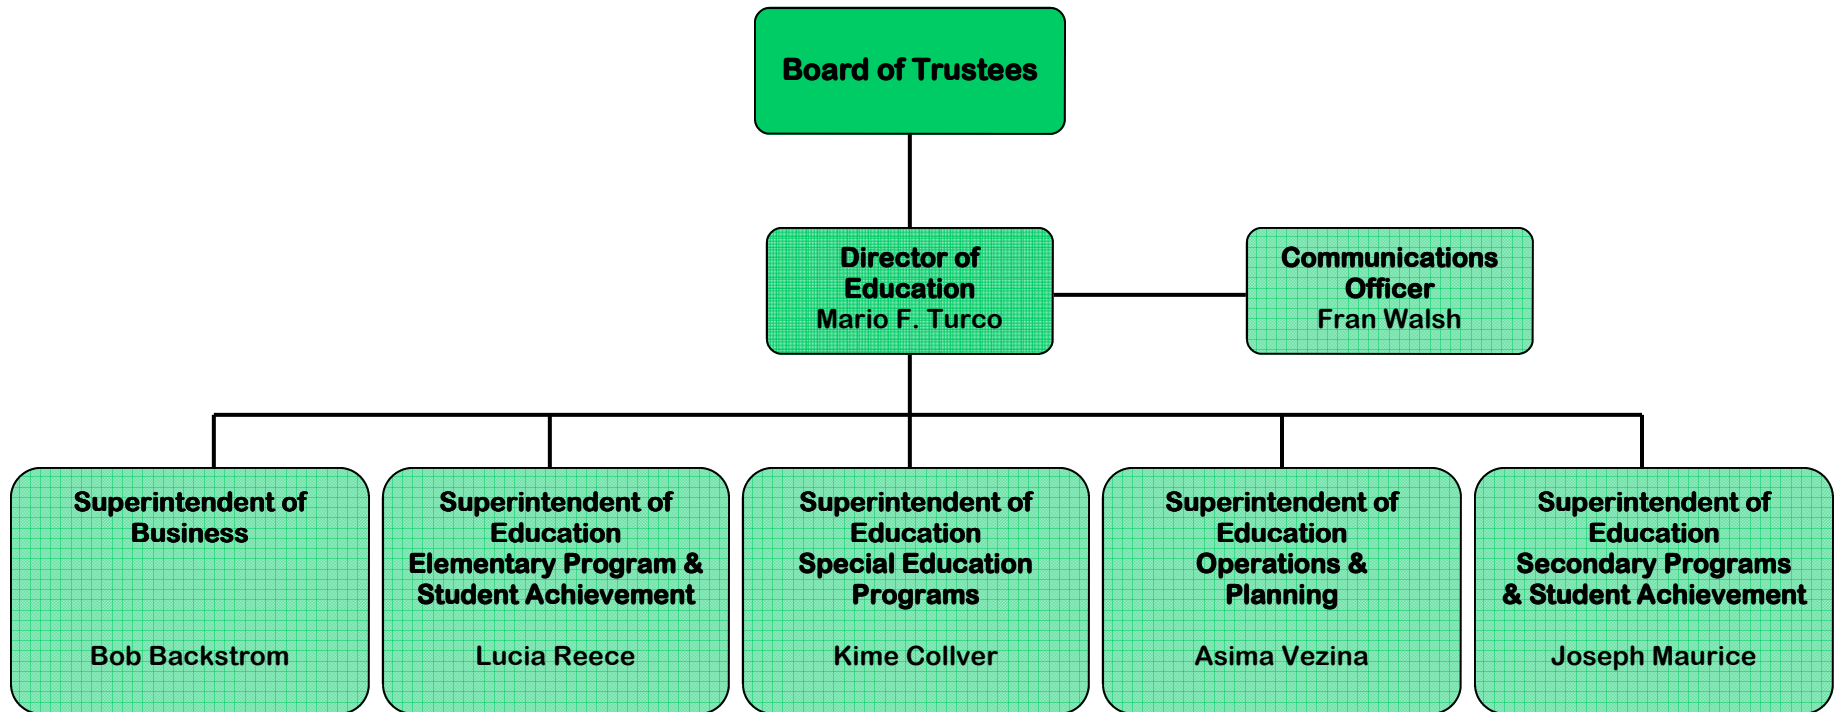 Board of Trustees
Director of
Education
Mario F. Turco
Communications
Officer
Fran Walsh
Superintendent of
Business
Bob Backstrom
Superintendent of
Education
Elementary Program &
Student Achievement
Lucia Reece
Superintendent of
Education
Special Education
Programs
Kime Collver
Superintendent of
Education
Operations &
Planning
Asima Vezina
Superintendent of
Education
Secondary Programs
& Student Achievement
Joseph Maurice